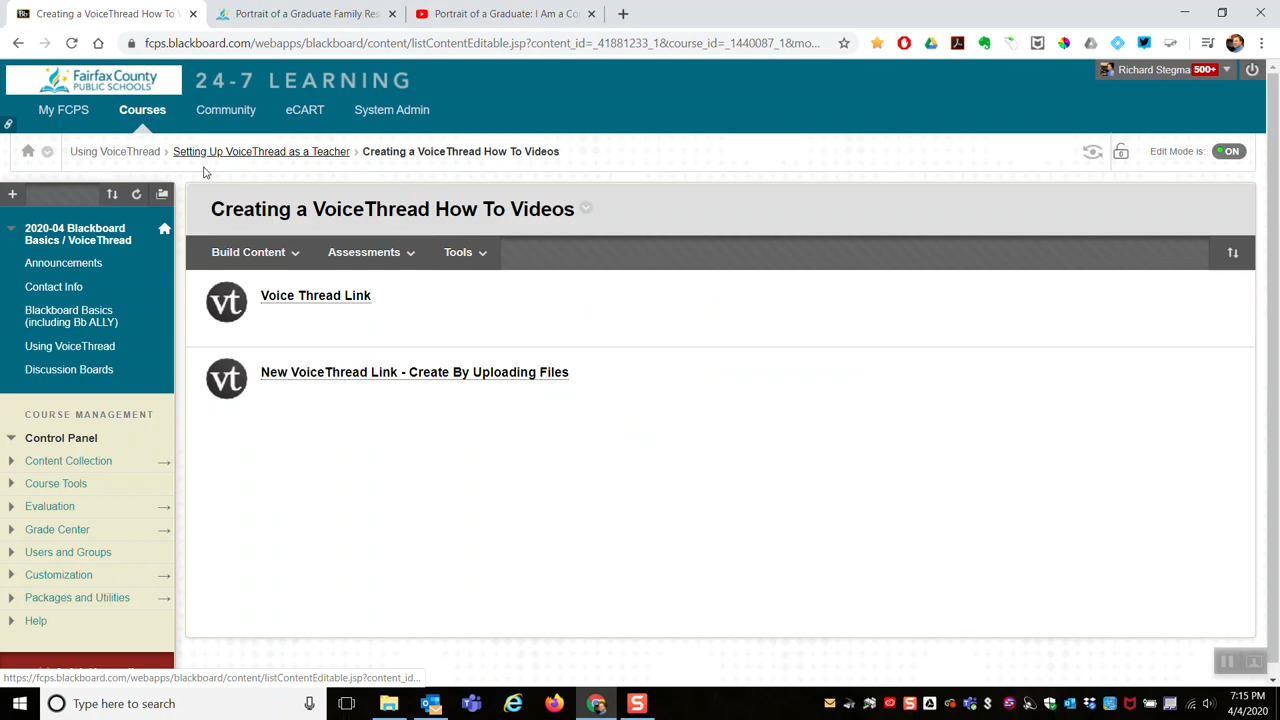 Creating a VoiceThread How To V
Portrait of a Graduate Family Res
Portrait of a Graduate: I Am a Co
fcps.blackboard.com/webapps/blackboard/content/listContentEditable.jsp?content_id=_41881233_1&course_id=_1440087_1&mo...
Fairfax County
PUBLIC SCHOOLS
24-7 LEARNING
Richard Stegma 500+
My FCPS
Courses
Community
eCART
System Admin
Using VoiceThread › Setting Up VoiceThread as a Teacher › Creating a VoiceThread How To Videos
Edit Mode is: ON
2020-04 Blackboard
Basics / VoiceThread
Announcements
Contact Info
Blackboard Basics
(including Bb ALLY)
Using VoiceThread
Discussion Boards
COURSE MANAGEMENT
Control Panel
Content Collection
Course Tools
Evaluation
Grade Center
Users and Groups
Customization
Packages and Utilities
Help
Creating a VoiceThread How To Videos
Build Content
Assessments
Tools
vt
Voice Thread Link
vt
New VoiceThread Link - Create By Uploading Files
https://fcps.blackboard.com/webapps/blackboard/content/listContentEditable.jsp?content_id...
Type here to search
7:15 PM
4/4/2020